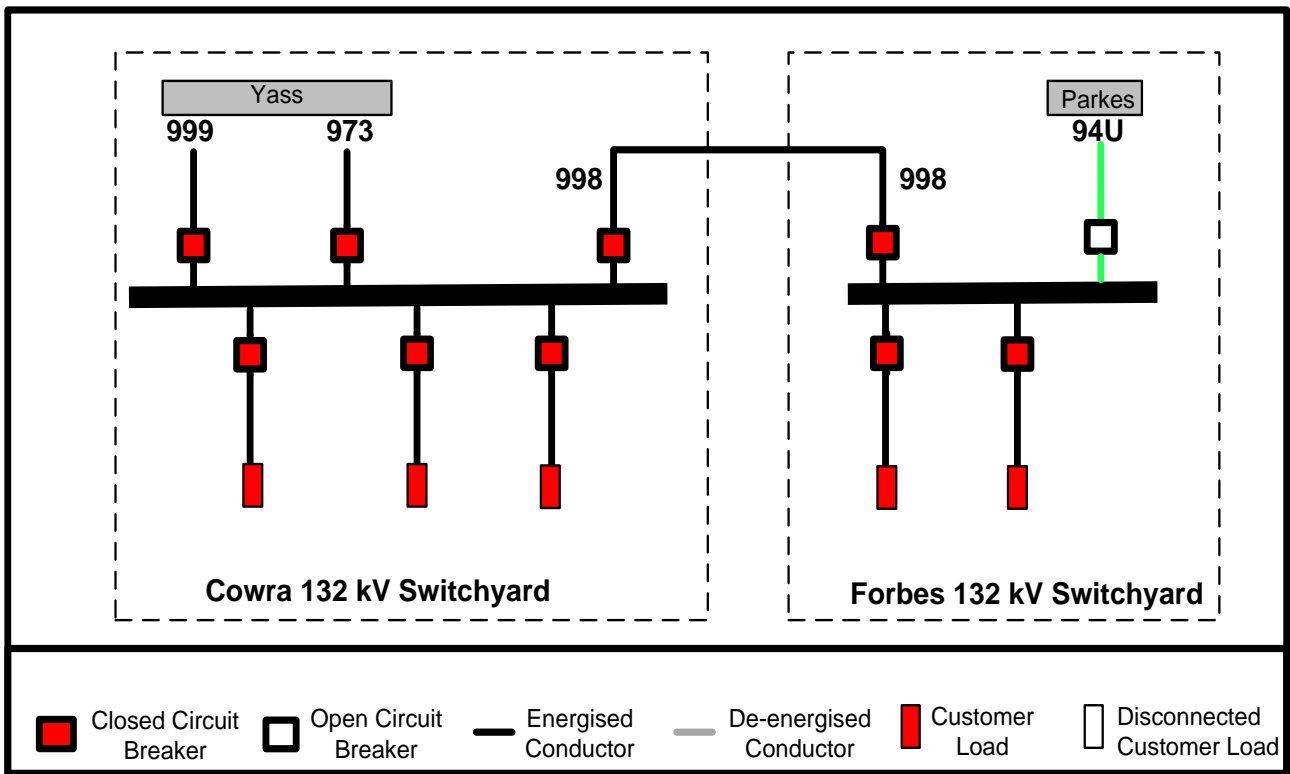 Yass
Parkes
999
973
94U
998
998
Cowra 132 kV Switchyard
Forbes 132 kV Switchyard
Closed Circuit
Breaker
Open Circuit
Breaker
Energised
Conductor
De-energised
Conductor
Customer
Load
Disconnected
Customer Load